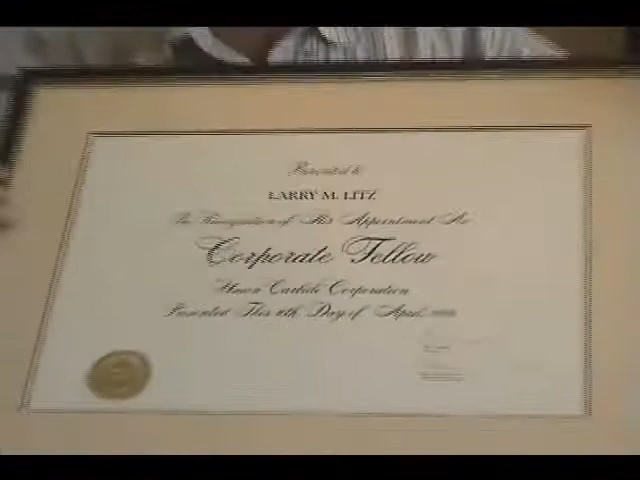 Presented to
LARRY M. LITZ
In Recognition of His Appointment As
Corporate Fellow
Union Carbide Corporation
Presented This Day of April